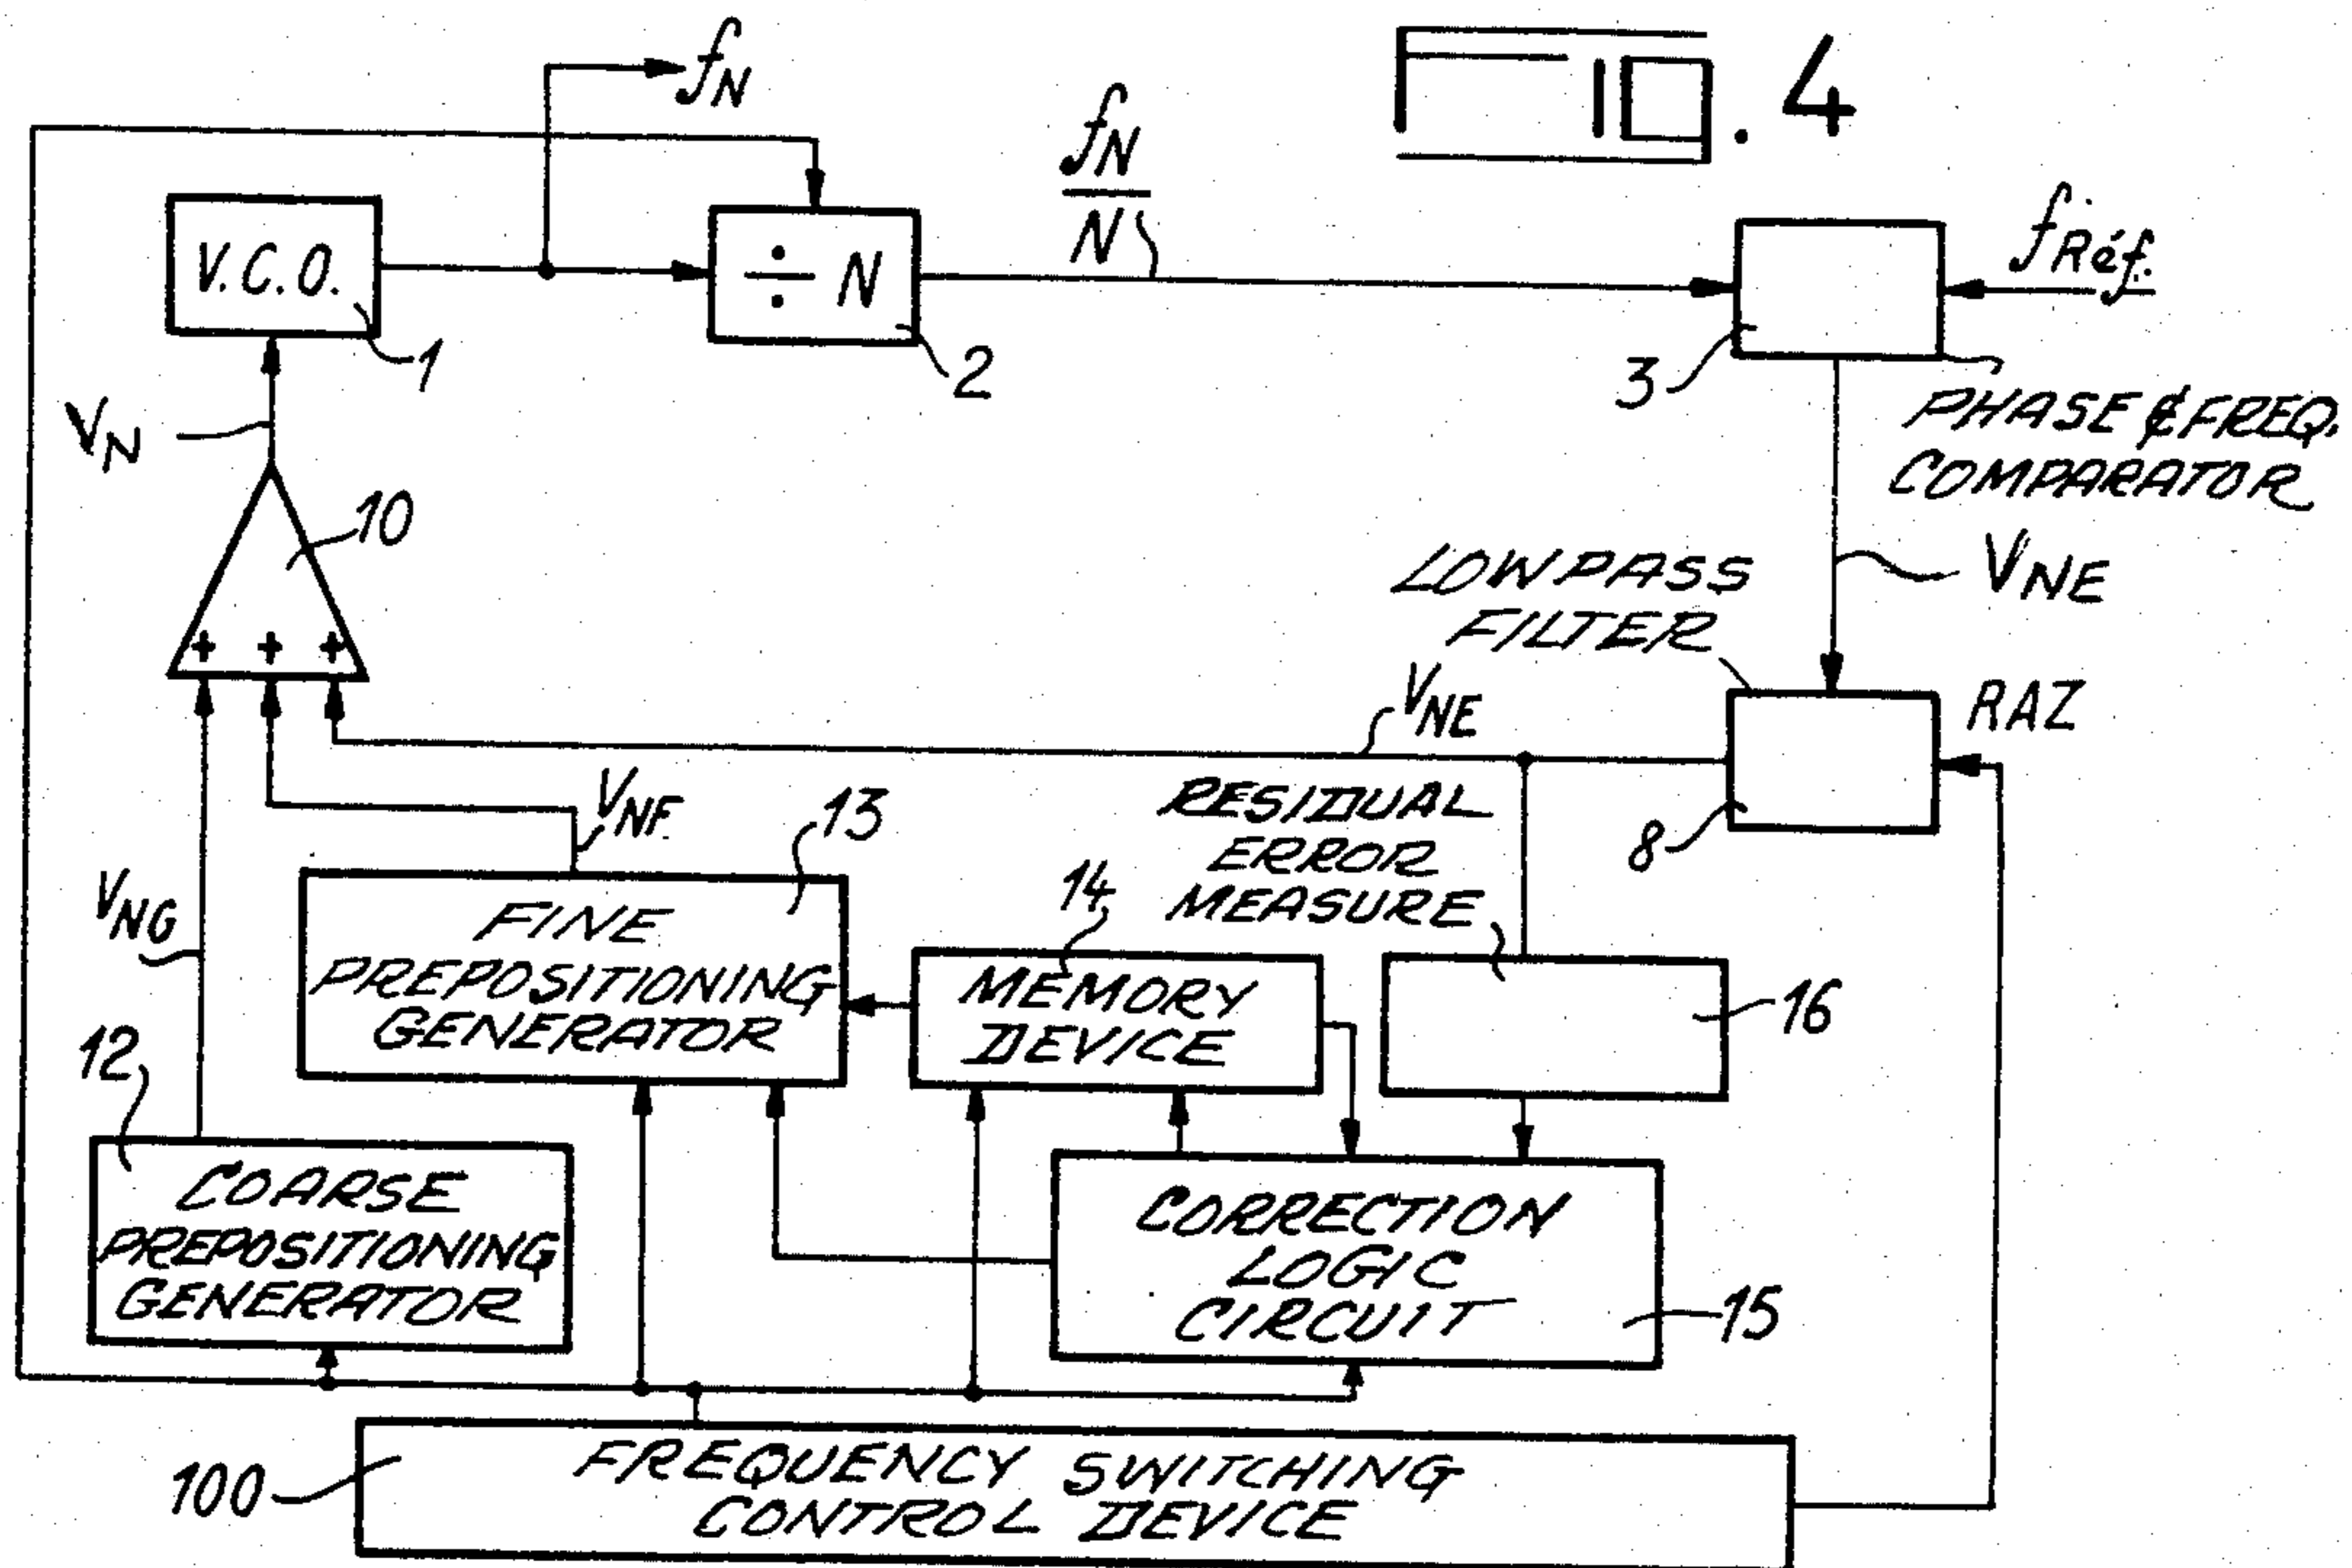 fN
FIG. 4
fN
N
fRéf.
V.C.O.
÷ N
1
2
3
PHASE & FREQ.
COMPARATOR
VN
10
VNE
LOW PASS
FILTER
+ + +
VNE
RAZ
RESIDUAL
ERROR
MEASURE
8
VNF
13
14
VNG
FINE
PREPOSITIONING
GENERATOR
MEMORY
DEVICE
16
12
COARSE
PREPOSITIONING
GENERATOR
CORRECTION
LOGIC
CIRCUIT
15
100
FREQUENCY SWITCHING
CONTROL DEVICE